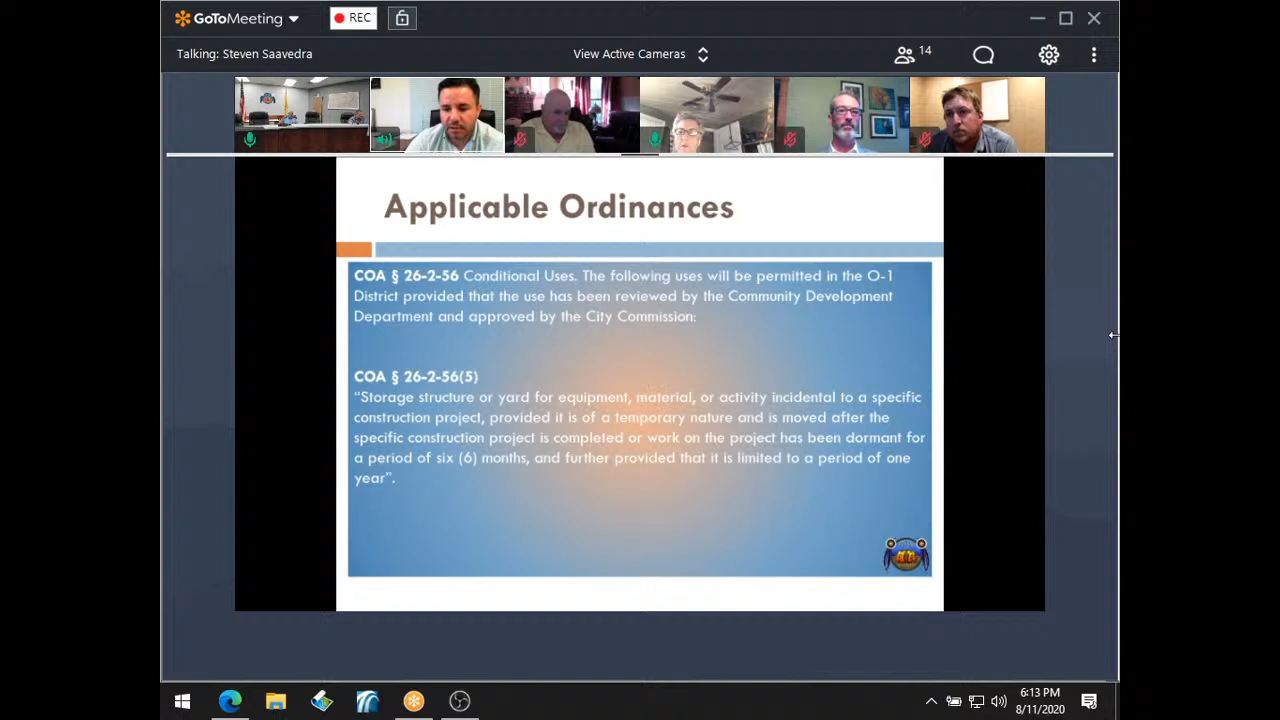 GoToMeeting
REC
Talking: Steven Saavedra
View Active Cameras
14
Applicable Ordinances
COA § 26-2-56 Conditional Uses. The following uses will be permitted in the O-1
District provided that the use has been reviewed by the Community Development
Department and approved by the City Commission:
COA § 26-2-56(5)
"Storage structure or yard for equipment, material, or activity incidental to a specific
construction project, provided it is of a temporary nature and is moved after the
specific construction project is completed or work on the project has been dormant for
a period of six (6) months, and further provided that it is limited to a period of one
year".
6:13 PM
8/11/2020